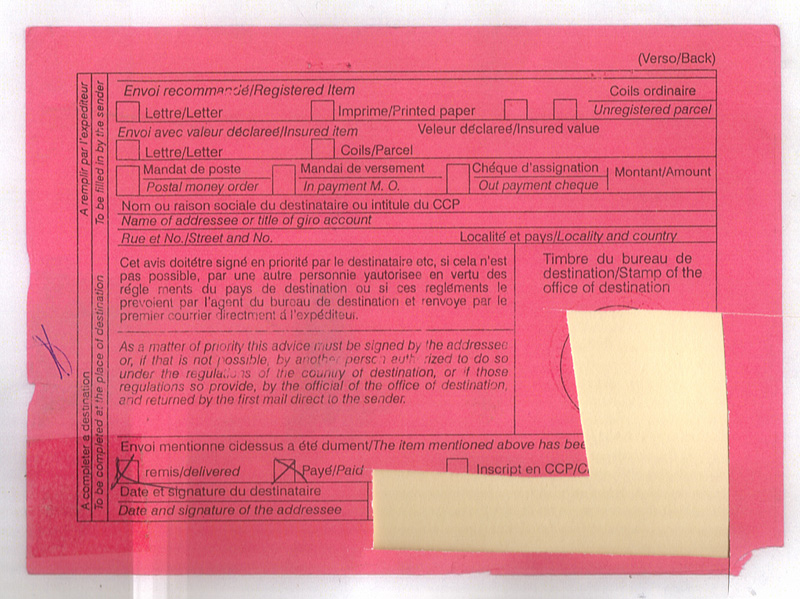 (Verso/Back)
A remplir par l'expediteur
To be filled in by the sender
Envoi recommandé/Registered Item
Coils ordinaire
Lettre/Letter
Imprime/Printed paper
Unregistered parcel
Envoi avec valeur déclaré/Insured item
Veleur déclared/Insured value
Lettre/Letter
Coils/Parcel
Mandat de poste
Mandai de versement
Chéque d'assignation
Montant/Amount
Postal money order
In payment M. O.
Out payment cheque
Nom ou raison sociale du destinataire ou intitule du CCP
Name of addressee or title of giro account
Rue et No./Street and No.
Localité et pays/Locality and country
A completer a destination
To be completed at the place of destination
Cet avis doitétre signé en priorité par le destinataire etc, si cela n'est
pas possible, par une autre personnie yautorisee en vertu des
régle ments du pays de destination ou si ces regléments le
prevoient par l'agent du bureau de destination et renvoye par le
premier courrier directment á l'expéditeur.
As a matter of priority this advice must be signed by the addressee
or, if that is not possible, by another person authorized to do so
under the regulations of the country of destination, or if those
regulations so provide, by the official of the office of destination,
and returned by the first mail direct to the sender.
Timbre du bureau de
destination/Stamp of the
office of destination
Envoi mentionne cidessus a été dument/The item mentioned above has bee
remis/delivered
Payé/Paid
Inscript en CCP/C
Date et signature du destinataire
Date and signature of the addressee